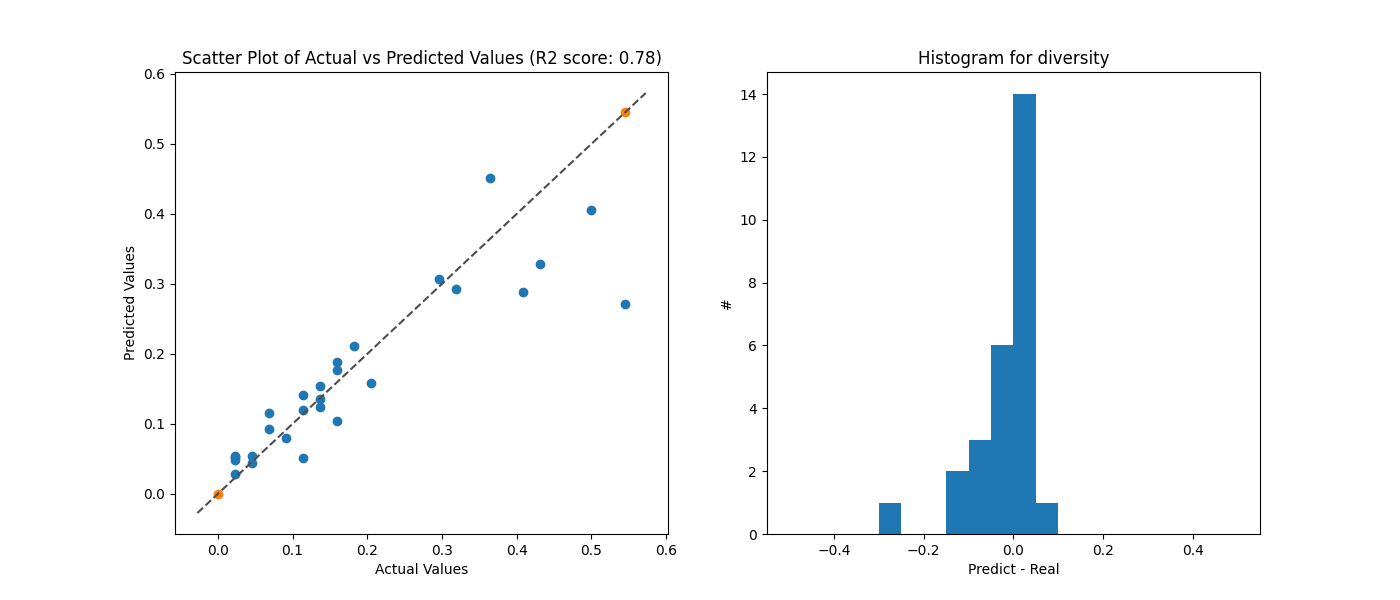 Scatter Plot of Actual vs Predicted Values (R2 score: 0.78)
0.6
0.5
0.4
0.3
0.2
0.1
0.0
Predicted Values
0.0 0.1 0.2 0.3 0.4 0.5 0.6
Actual Values
Histogram for diversity
14
12
10
8
6
4
2
0
#
−0.4 −0.2 0.0 0.2 0.4
Predict - Real